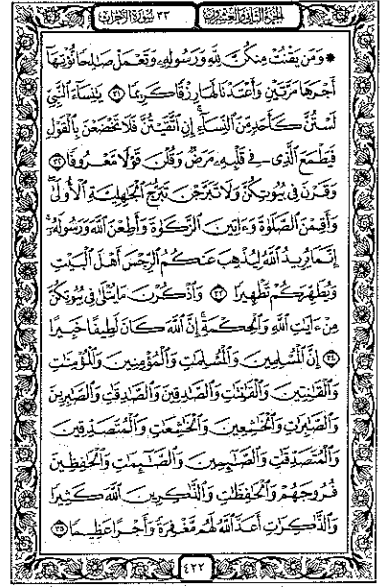 الجزء الثاني والعشرون
٣٣ سورة الأحزاب
۞ وَمَن يَقْنُتْ مِنكُنَّ لِلَّهِ وَرَسُولِهِۦ وَتَعْمَلْ صَٰلِحًا نُّؤْتِهَآ
أَجْرَهَا مَرَّتَيْنِ وَأَعْتَدْنَا لَهَا رِزْقًا كَرِيمًا ٣١ يَٰنِسَآءَ ٱلنَّبِيِّ
لَسْتُنَّ كَأَحَدٍ مِّنَ ٱلنِّسَآءِ إِنِ ٱتَّقَيْتُنَّ فَلَا تَخْضَعْنَ بِٱلْقَوْلِ
فَيَطْمَعَ ٱلَّذِى فِى قَلْبِهِۦ مَرَضٌ وَقُلْنَ قَوْلًا مَّعْرُوفًا ٣٢
وَقَرْنَ فِى بُيُوتِكُنَّ وَلَا تَبَرَّجْنَ تَبَرُّجَ ٱلْجَٰهِلِيَّةِ ٱلْأُولَىٰ
وَأَقِمْنَ ٱلصَّلَوٰةَ وَءَاتِينَ ٱلزَّكَوٰةَ وَأَطِعْنَ ٱللَّهَ وَرَسُولَهُۥٓ
إِنَّمَا يُرِيدُ ٱللَّهُ لِيُذْهِبَ عَنكُمُ ٱلرِّجْسَ أَهْلَ ٱلْبَيْتِ
وَيُطَهِّرَكُمْ تَطْهِيرًا ٣٣ وَٱذْكُرْنَ مَا يُتْلَىٰ فِى بُيُوتِكُنَّ
مِنْ ءَايَٰتِ ٱللَّهِ وَٱلْحِكْمَةِ إِنَّ ٱللَّهَ كَانَ لَطِيفًا خَبِيرًا
٣٤ إِنَّ ٱلْمُسْلِمِينَ وَٱلْمُسْلِمَٰتِ وَٱلْمُؤْمِنِينَ وَٱلْمُؤْمِنَٰتِ
وَٱلْقَٰنِتِينَ وَٱلْقَٰنِتَٰتِ وَٱلصَّٰدِقِينَ وَٱلصَّٰدِقَٰتِ وَٱلصَّٰبِرِينَ
وَٱلصَّٰبِرَٰتِ وَٱلْخَٰشِعِينَ وَٱلْخَٰشِعَٰتِ وَٱلْمُتَصَدِّقِينَ
وَٱلْمُتَصَدِّقَٰتِ وَٱلصَّٰٓئِمِينَ وَٱلصَّٰٓئِمَٰتِ وَٱلْحَٰفِظِينَ
فُرُوجَهُمْ وَٱلْحَٰفِظَٰتِ وَٱلذَّٰكِرِينَ ٱللَّهَ كَثِيرًا
وَٱلذَّٰكِرَٰتِ أَعَدَّ ٱللَّهُ لَهُم مَّغْفِرَةً وَأَجْرًا عَظِيمًا ٣٥
٤٢٢